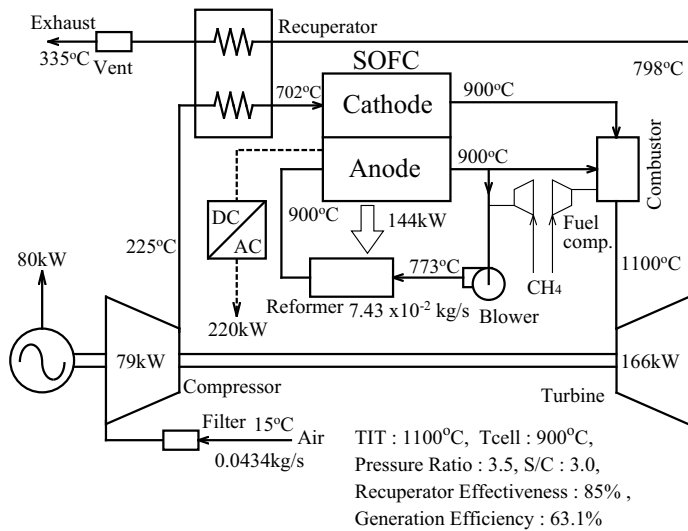 Exhaust
335°C
Vent
Recuperator
798°C
SOFC
702°C
Cathode
900°C
Anode
900°C
Combustor
DC
AC
900°C
144kW
Fuel
comp.
225°C
80kW
773°C
CH4
1100°C
Reformer
7.43 x10⁻² kg/s
Blower
220kW
79kW
166kW
Compressor
Turbine
Filter
15°C
Air
0.0434kg/s
TIT : 1100°C, Tcell : 900°C,
Pressure Ratio : 3.5, S/C : 3.0,
Recuperator Effectiveness : 85% ,
Generation Efficiency : 63.1%